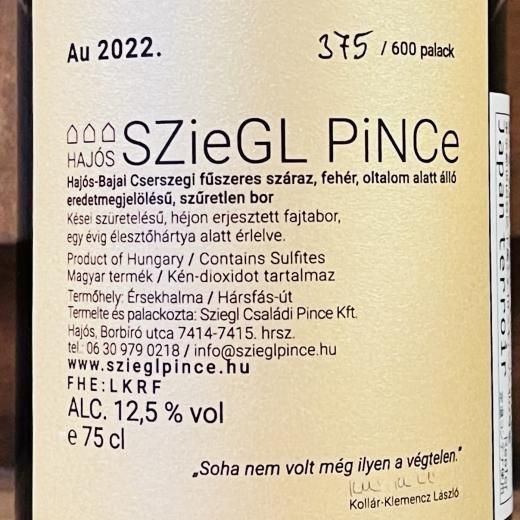 Au 2022.
375 / 600 palack
SZieGL PiNCe
HAJÓS
Hajós-Bajai Cserszegi fűszeres száraz, fehér, oltalom alatt álló
eredetmegjelölésű, szűretlen bor
Kései szüretelésű, héjon erjesztett fajtabor,
egy évig élesztőhártya alatt érlelve.
Product of Hungary / Contains Sulfites
Magyar termék / Kén-dioxidot tartalmaz
Termőhely: Érsekhalma / Hársfás-út
Termelte és palackozta: Sziegl Családi Pince Kft.
Hajós, Borbíró utca 7414-7415. hrsz.
tel.: 06 30 979 0218 / info@szieglpince.hu
www.szieglpince.hu
FHE:LKRF
ALC. 12,5 % vol
e 75 cl
„Soha nem volt még ilyen a végtelen."
Kollár-Klemencz László
Japan terroir